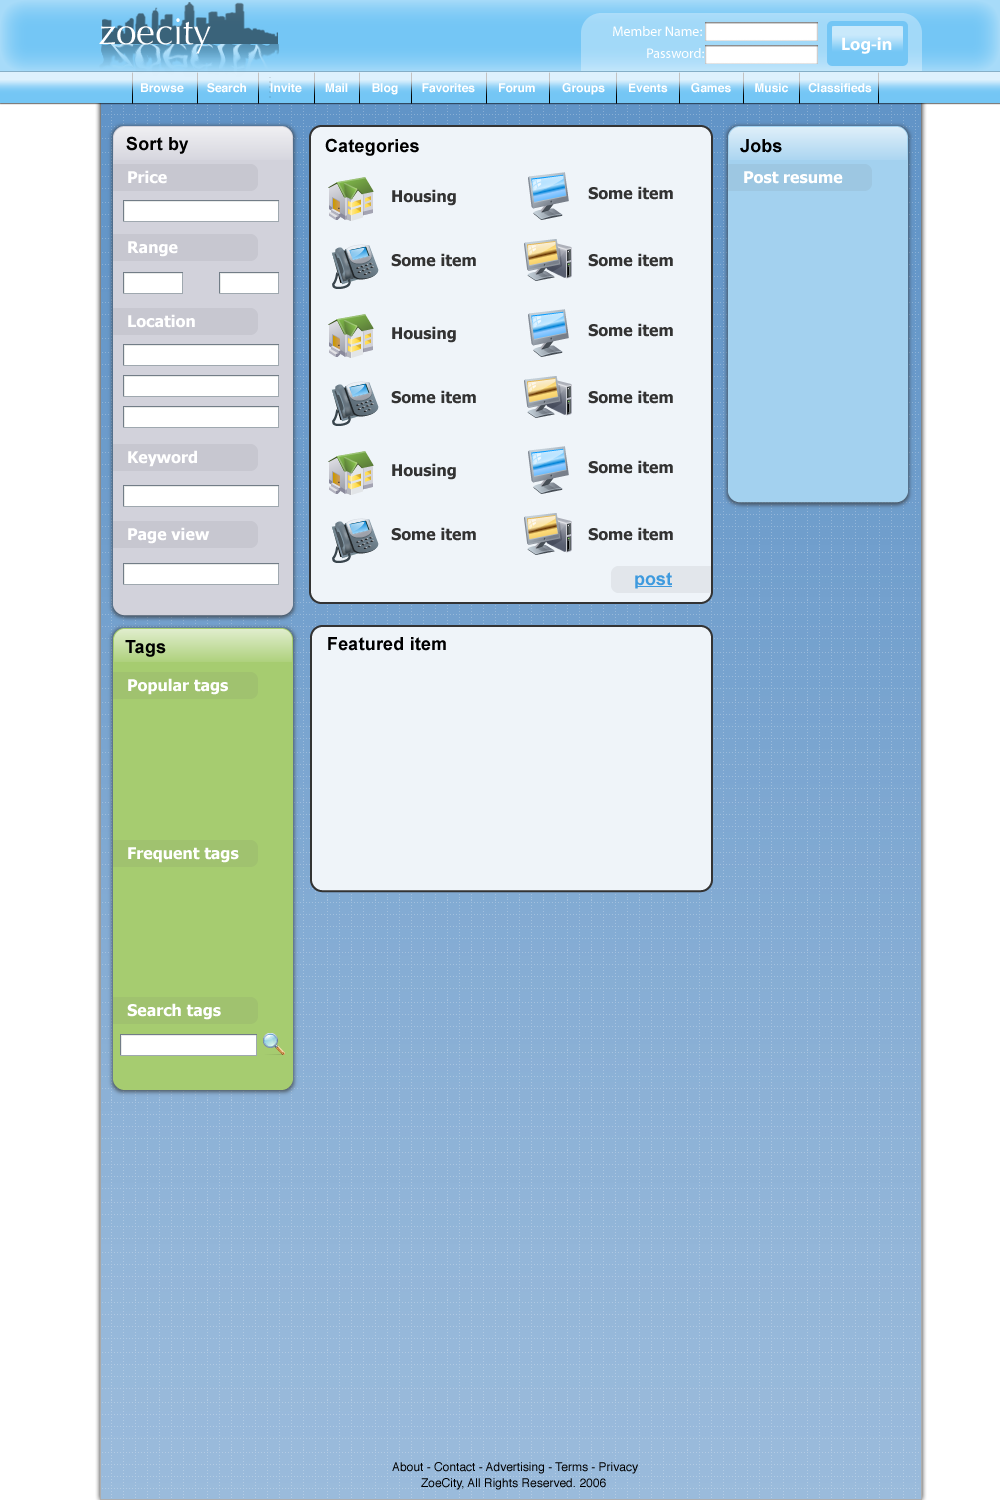 zoecity
Member Name:
Password:
Log-in
Browse Search Invite Mail Blog Favorites Forum Groups Events Games Music Classifieds
Sort by
Price
Range
Location
Keyword
Page view
Tags
Popular tags
Frequent tags
Search tags
Categories
Housing Some item
Some item Some item
Housing Some item
Some item Some item
Housing Some item
Some item Some item
post
Featured item
Jobs
Post resume
About - Contact - Advertising - Terms - Privacy
ZoeCity, All Rights Reserved. 2006